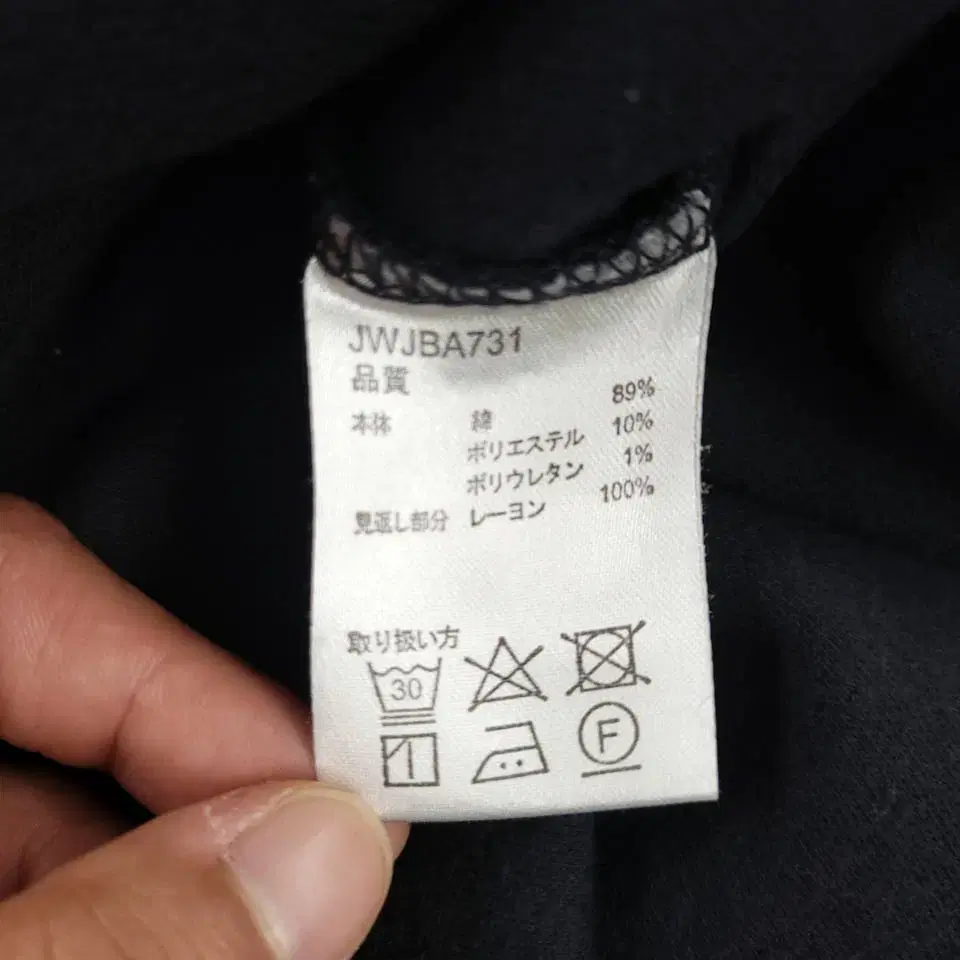 JWJBA731
品質
本体 綿 89%
ポリエステル 10%
ポリウレタン 1%
見返し部分 レーヨン 100%
取り扱い方
30
F